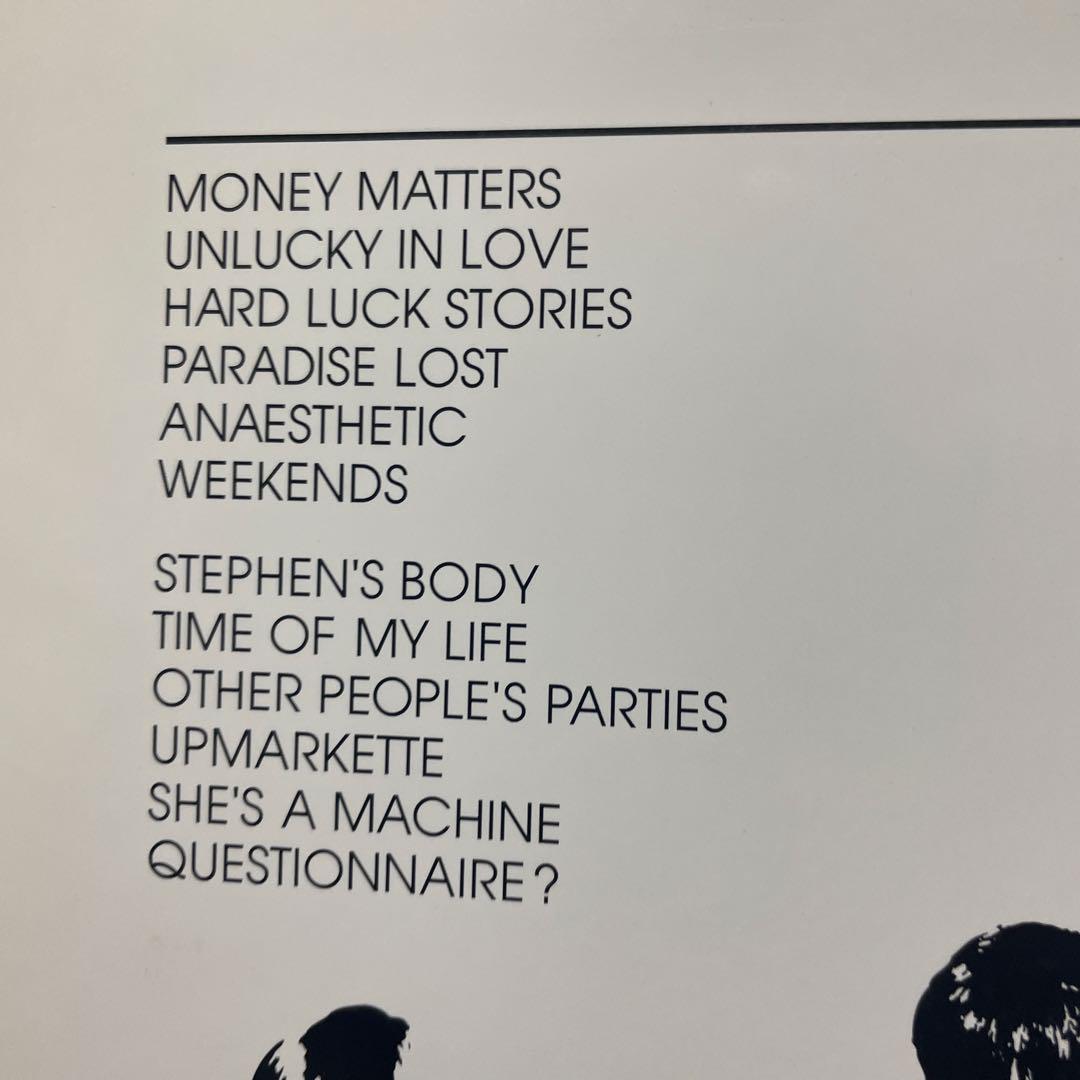 MONEY MATTERS
UNLUCKY IN LOVE
HARD LUCK STORIES
PARADISE LOST
ANAESTHETIC
WEEKENDS
STEPHEN'S BODY
TIME OF MY LIFE
OTHER PEOPLE'S PARTIES
UPMARKETTE
SHE'S A MACHINE
QUESTIONNAIRE?